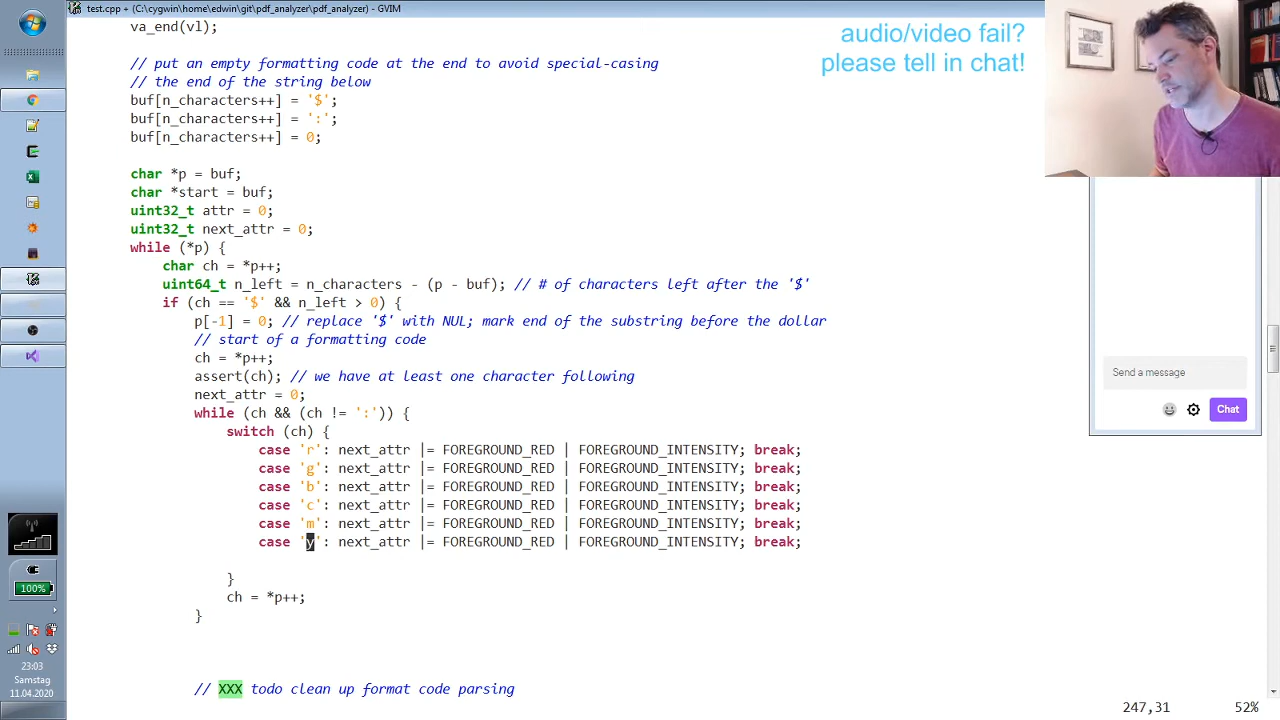 test.cpp + (C:\cygwin\home\edwin\git\pdf_analyzer\pdf_analyzer) - GVIM
va_end(vl);
// put an empty formatting code at the end to avoid special-casing
// the end of the string below
buf[n_characters++] = '$';
buf[n_characters++] = ':';
buf[n_characters++] = 0;
char *p = buf;
char *start = buf;
uint32_t attr = 0;
uint32_t next_attr = 0;
while (*p) {
char ch = *p++;
uint64_t n_left = n_characters - (p - buf); // # of characters left after the '$'
if (ch == '$' && n_left > 0) {
p[-1] = 0; // replace '$' with NUL; mark end of the substring before the dollar
// start of a formatting code
ch = *p++;
assert(ch); // we have at least one character following
next_attr = 0;
while (ch && (ch != ':')) {
switch (ch) {
case 'r': next_attr |= FOREGROUND_RED | FOREGROUND_INTENSITY; break;
case 'g': next_attr |= FOREGROUND_RED | FOREGROUND_INTENSITY; break;
case 'b': next_attr |= FOREGROUND_RED | FOREGROUND_INTENSITY; break;
case 'c': next_attr |= FOREGROUND_RED | FOREGROUND_INTENSITY; break;
case 'm': next_attr |= FOREGROUND_RED | FOREGROUND_INTENSITY; break;
case 'y': next_attr |= FOREGROUND_RED | FOREGROUND_INTENSITY; break;
}
ch = *p++;
}
// XXX todo clean up format code parsing
247,31 52%
audio/video fail?
please tell in chat!
Send a message
Chat
100%
23:03
Samstag
11.04.2020